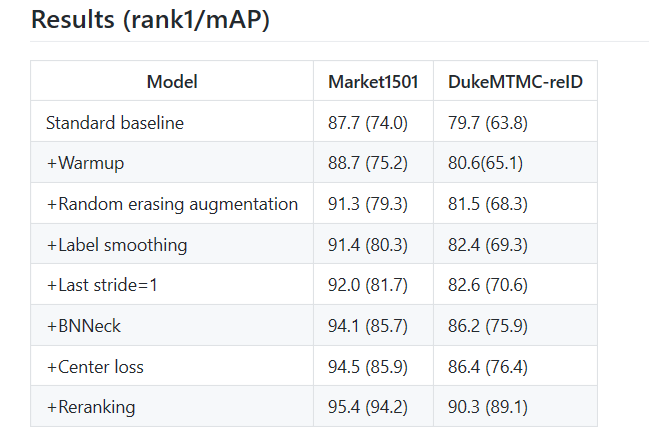 Results (rank1/mAP)
Model Market1501 DukeMTMC-reID
Standard baseline 87.7 (74.0) 79.7 (63.8)
+Warmup 88.7 (75.2) 80.6(65.1)
+Random erasing augmentation 91.3 (79.3) 81.5 (68.3)
+Label smoothing 91.4 (80.3) 82.4 (69.3)
+Last stride=1 92.0 (81.7) 82.6 (70.6)
+BNNeck 94.1 (85.7) 86.2 (75.9)
+Center loss 94.5 (85.9) 86.4 (76.4)
+Reranking 95.4 (94.2) 90.3 (89.1)